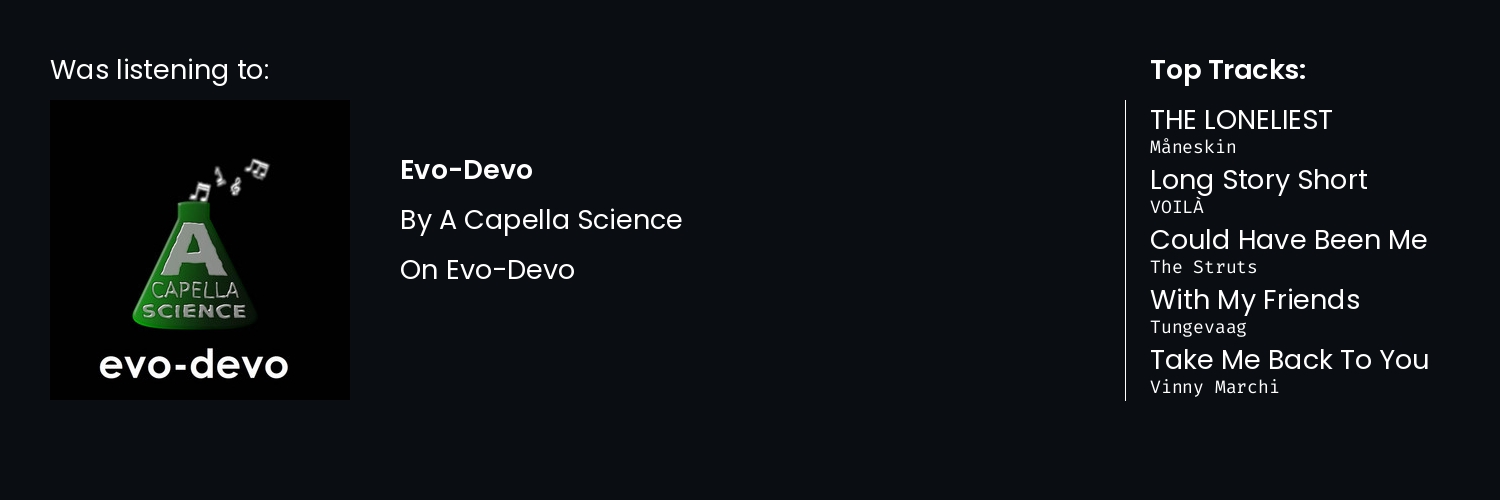 Was listening to:
A
CAPELLA
SCIENCE
evo-devo
Evo-Devo
By A Capella Science
On Evo-Devo
Top Tracks:
THE LONELIEST
Måneskin
Long Story Short
VOILÀ
Could Have Been Me
The Struts
With My Friends
Tungevaag
Take Me Back To You
Vinny Marchi